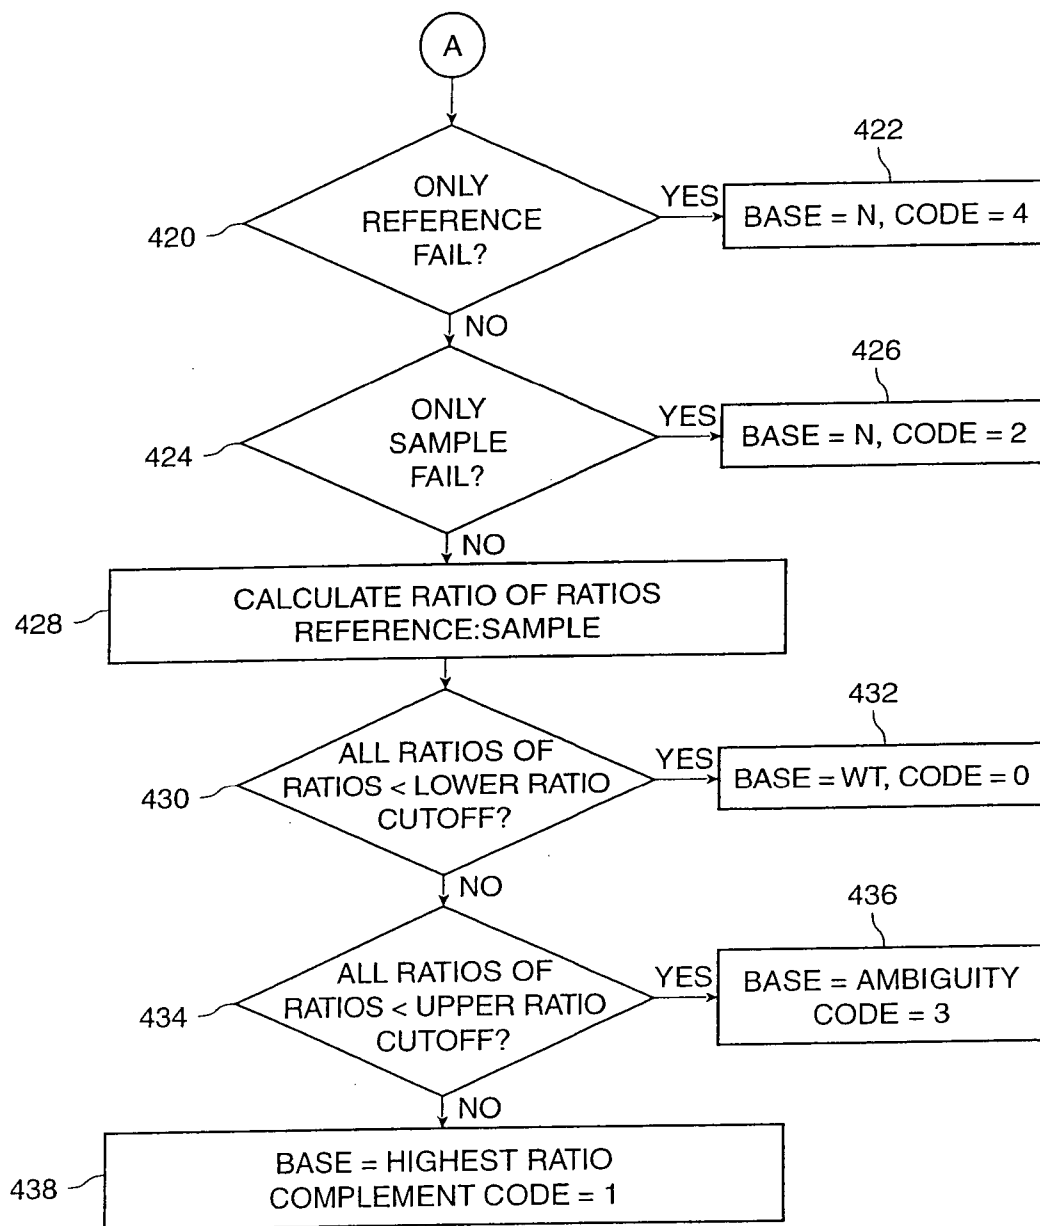 A
ONLY
REFERENCE
FAIL?
420
YES
422
BASE = N, CODE = 4
NO
ONLY
SAMPLE
FAIL?
424
YES
426
BASE = N, CODE = 2
NO
CALCULATE RATIO OF RATIOS
REFERENCE:SAMPLE
428
ALL RATIOS OF
RATIOS < LOWER RATIO
CUTOFF?
430
YES
432
BASE = WT, CODE = 0
NO
ALL RATIOS OF
RATIOS < UPPER RATIO
CUTOFF?
434
YES
436
BASE = AMBIGUITY
CODE = 3
NO
BASE = HIGHEST RATIO
COMPLEMENT CODE = 1
438